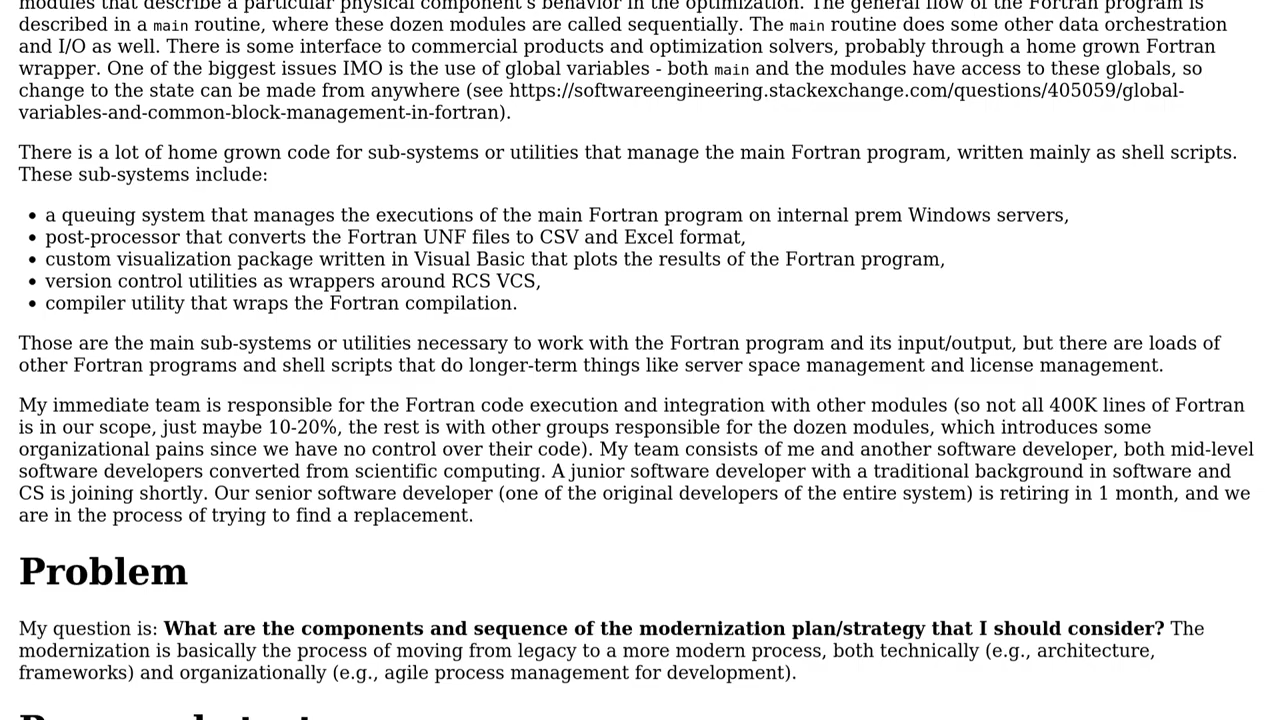 modules that describe a particular physical component's behavior in the optimization. The general flow of the Fortran program is
described in a main routine, where these dozen modules are called sequentially. The main routine does some other data orchestration
and I/O as well. There is some interface to commercial products and optimization solvers, probably through a home grown Fortran
wrapper. One of the biggest issues IMO is the use of global variables - both main and the modules have access to these globals, so
change to the state can be made from anywhere (see https://softwareengineering.stackexchange.com/questions/405059/global-
variables-and-common-block-management-in-fortran).
There is a lot of home grown code for sub-systems or utilities that manage the main Fortran program, written mainly as shell scripts.
These sub-systems include:
• a queuing system that manages the executions of the main Fortran program on internal prem Windows servers,
• post-processor that converts the Fortran UNF files to CSV and Excel format,
• custom visualization package written in Visual Basic that plots the results of the Fortran program,
• version control utilities as wrappers around RCS VCS,
• compiler utility that wraps the Fortran compilation.
Those are the main sub-systems or utilities necessary to work with the Fortran program and its input/output, but there are loads of
other Fortran programs and shell scripts that do longer-term things like server space management and license management.
My immediate team is responsible for the Fortran code execution and integration with other modules (so not all 400K lines of Fortran
is in our scope, just maybe 10-20%, the rest is with other groups responsible for the dozen modules, which introduces some
organizational pains since we have no control over their code). My team consists of me and another software developer, both mid-level
software developers converted from scientific computing. A junior software developer with a traditional background in software and
CS is joining shortly. Our senior software developer (one of the original developers of the entire system) is retiring in 1 month, and we
are in the process of trying to find a replacement.
Problem
My question is: What are the components and sequence of the modernization plan/strategy that I should consider? The
modernization is basically the process of moving from legacy to a more modern process, both technically (e.g., architecture,
frameworks) and organizationally (e.g., agile process management for development).